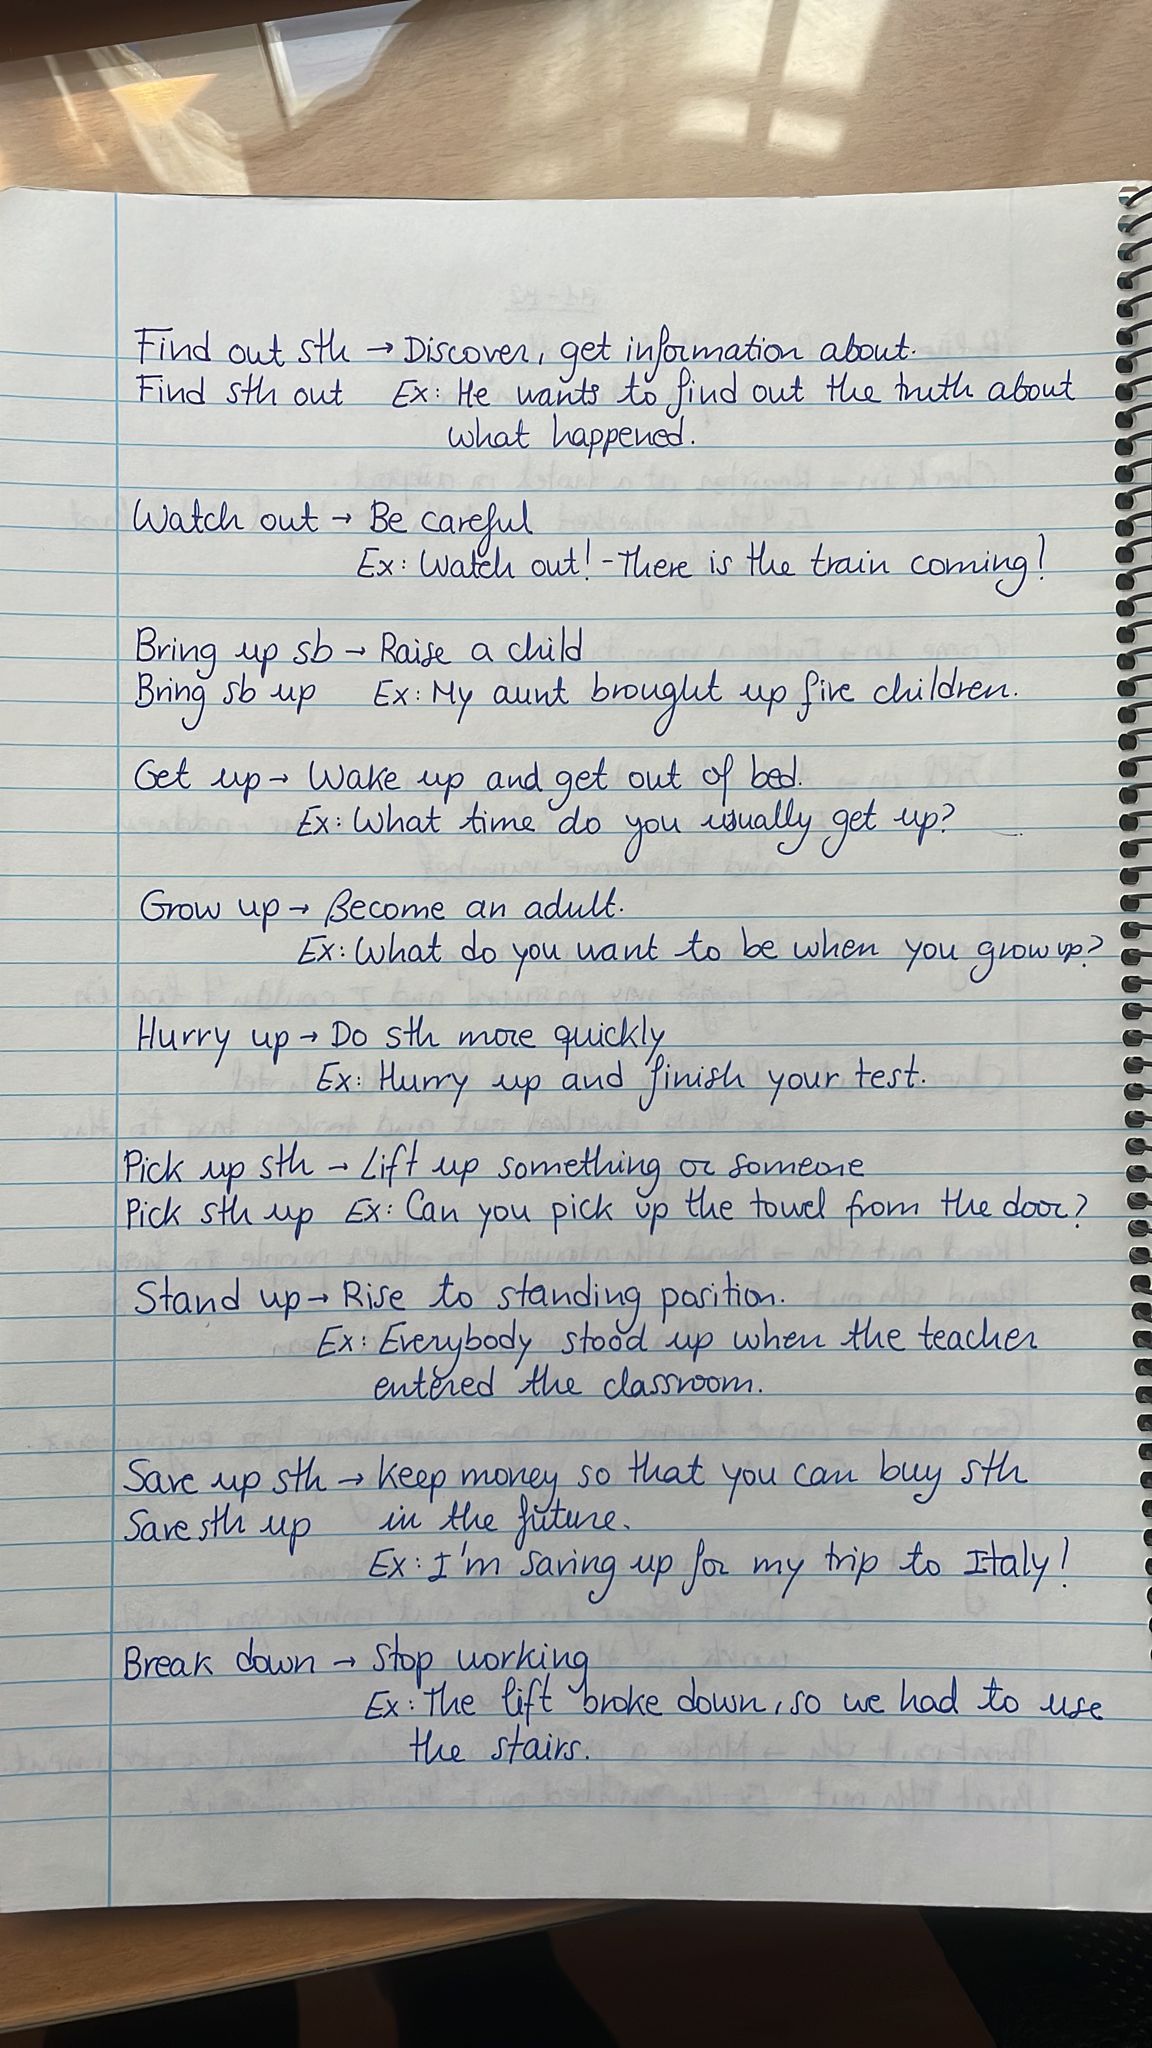 Find out sth → Discover, get information about.
Find sth out Ex: He wants to find out the truth about
what happened.
Watch out → Be careful
Ex: Watch out! - There is the train coming!
Bring up sb → Raise a child
Bring sb up Ex: My aunt brought up five children.
Get up → Wake up and get out of bed.
Ex: What time do you usually get up?
Grow up → Become an adult.
Ex: What do you want to be when you grow up?
Hurry up → Do sth more quickly
Ex: Hurry up and finish your test.
Pick up sth → Lift up something or someone
Pick sth up Ex: Can you pick up the towel from the door?
Stand up → Rise to standing position.
Ex: Everybody stood up when the teacher
entered the classroom.
Save up sth → Keep money so that you can buy sth
Save sth up in the future.
Ex: I'm saving up for my trip to Italy!
Break down → Stop working
Ex: The lift broke down, so we had to use
the stairs.